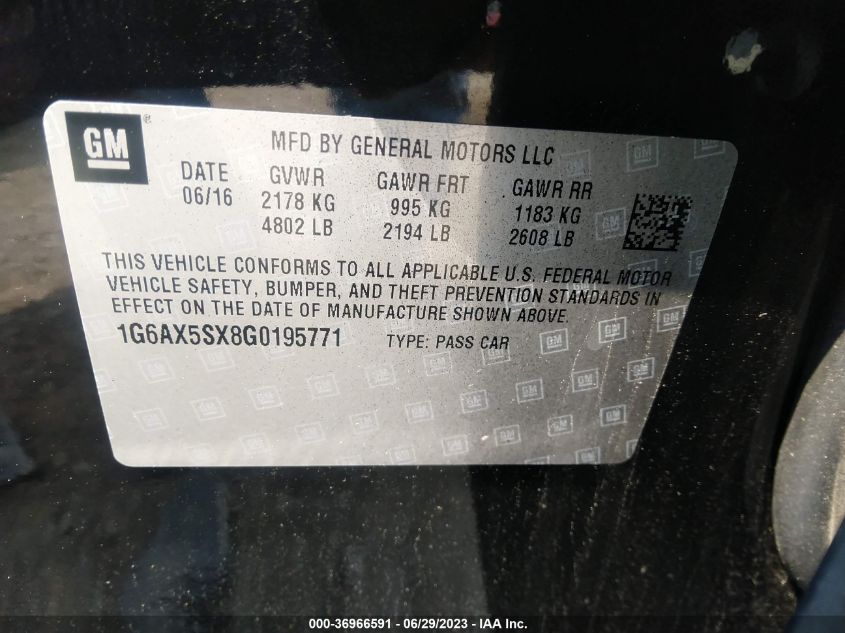 GM ®
MFD BY GENERAL MOTORS LLC
DATE GVWR GAWR FRT GAWR RR
06/16 2178 KG 995 KG 1183 KG
4802 LB 2194 LB 2608 LB
THIS VEHICLE CONFORMS TO ALL APPLICABLE U.S. FEDERAL MOTOR
VEHICLE SAFETY, BUMPER, AND THEFT PREVENTION STANDARDS IN
EFFECT ON THE DATE OF MANUFACTURE SHOWN ABOVE.
1G6AX5SX8G0195771 TYPE: PASS CAR
000-36966591 - 06/29/2023 - IAA Inc.